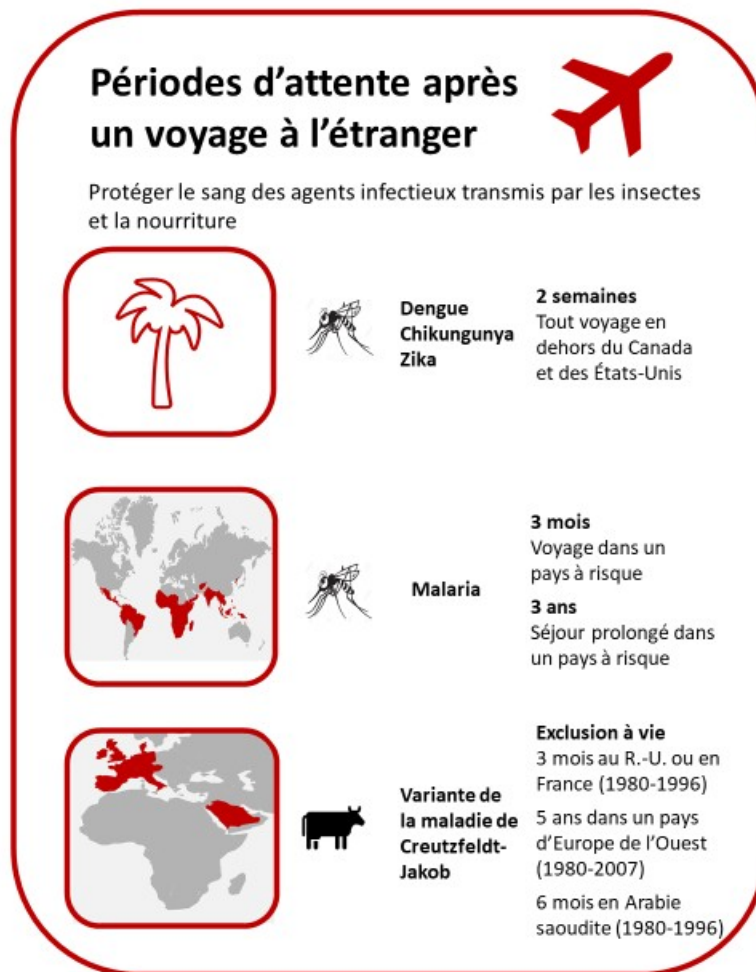 Périodes d'attente après
un voyage à l'étranger
Protéger le sang des agents infectieux transmis par les insectes
et la nourriture
Dengue
Chikungunya
Zika
2 semaines
Tout voyage en
dehors du Canada
et des États-Unis
Malaria
3 mois
Voyage dans un
pays à risque
3 ans
Séjour prolongé dans
un pays à risque
Variante de
la maladie de
Creutzfeldt-
Jakob
Exclusion à vie
3 mois au R.-U. ou en
France (1980-1996)
5 ans dans un pays
d'Europe de l'Ouest
(1980-2007)
6 mois en Arabie
saoudite (1980-1996)